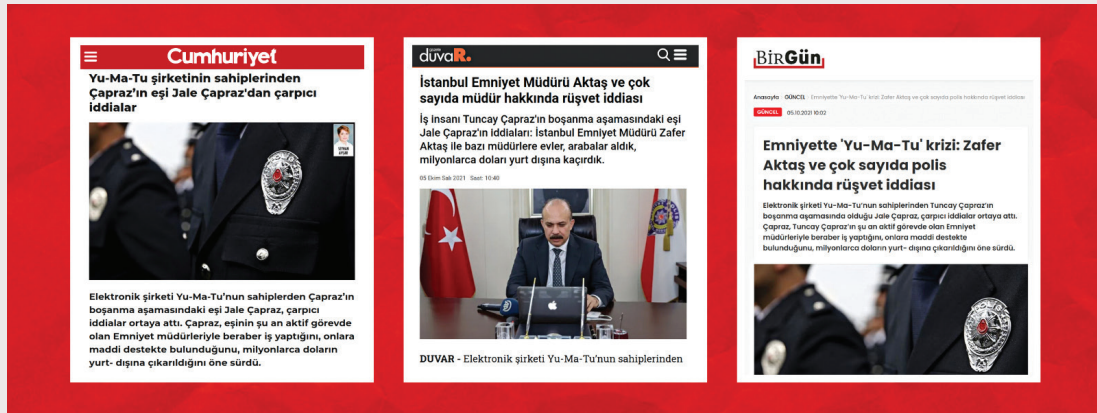 Cumhuriyet
Yu-Ma-Tu şirketinin sahiplerinden
Çapraz'ın eşi Jale Çapraz'dan çarpıcı
iddialar
Elektronik şirketi Yu-Ma-Tu'nun sahiplerden Çapraz'ın
boşanma aşamasındaki eşi Jale Çapraz, çarpıcı
iddialar ortaya attı. Çapraz, eşinin şu an aktif görevde
olan Emniyet müdürleriyle beraber iş yaptığını, onlara
maddi destekte bulunduğunu, milyonlarca doların
yurt- dışına çıkarıldığını öne sürdü.
gazete
duvaR.
İstanbul Emniyet Müdürü Aktaş ve çok
sayıda müdür hakkında rüşvet iddiası
İş insanı Tuncay Çapraz'ın boşanma aşamasındaki eşi
Jale Çapraz'ın iddiaları: İstanbul Emniyet Müdürü Zafer
Aktaş ile bazı müdürlere evler, arabalar aldık,
milyonlarca doları yurt dışına kaçırdık.
05 Ekim Salı 2021 Saat: 10:40
DUVAR - Elektronik şirketi Yu-Ma-Tu'nun sahiplerinden
BirGün
Anasayfa GÜNCEL Emniyette 'Yu-Ma-Tu' krizi: Zafer Aktaş ve çok sayıda polis hakkında rüşvet iddiası
GÜNCEL 05.10.2021 10:02
Emniyette 'Yu-Ma-Tu' krizi: Zafer
Aktaş ve çok sayıda polis
hakkında rüşvet iddiası
Elektronik şirketi Yu-Ma-Tu'nun sahiplerinden Tuncay Çapraz'ın
boşanma aşamasında olduğu Jale Çapraz, çarpıcı iddialar ortaya attı.
Çapraz, Tuncay Çapraz'ın şu an aktif görevde olan Emniyet
müdürleriyle beraber iş yaptığını, onlara maddi destekte
bulunduğunu, milyonlarca doların yurt- dışına çıkarıldığını öne sürdü.